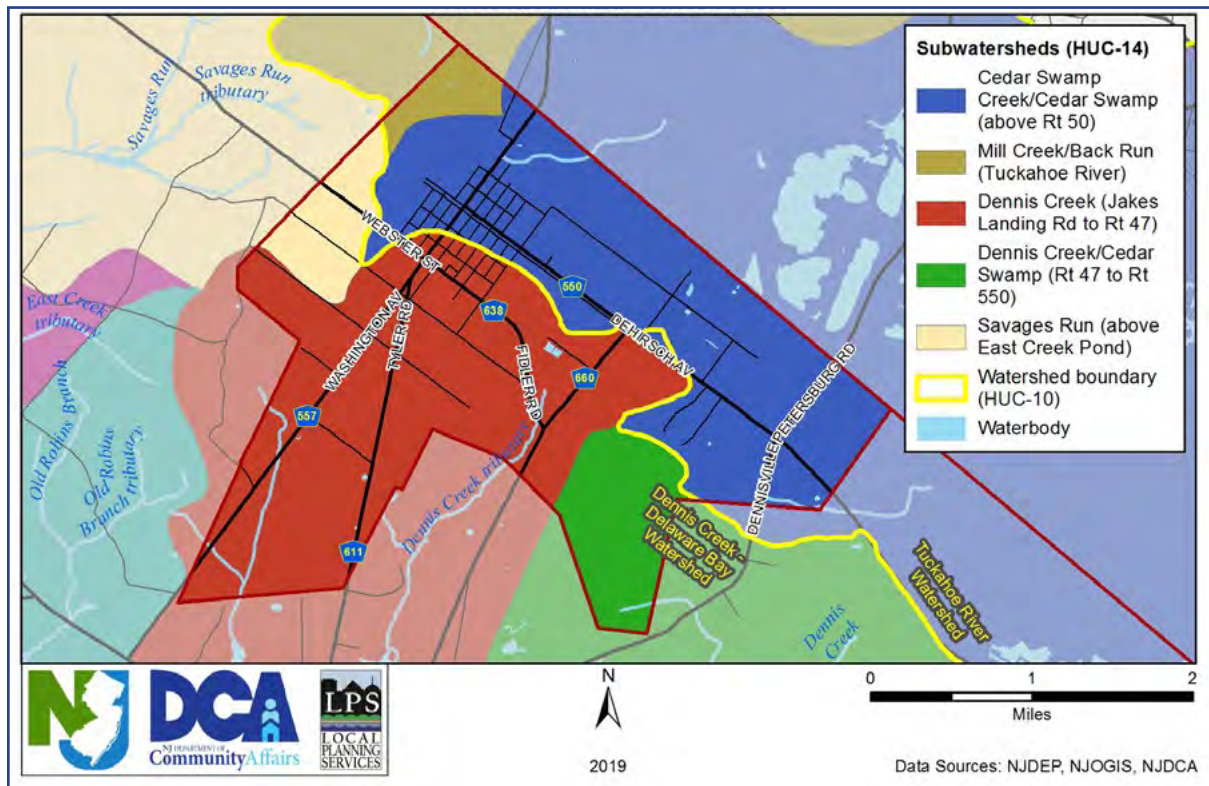 Subwatersheds (HUC-14)
Cedar Swamp
Creek/Cedar Swamp
(above Rt 50)
Mill Creek/Back Run
(Tuckahoe River)
Dennis Creek (Jakes
Landing Rd to Rt 47)
Dennis Creek/Cedar
Swamp (Rt 47 to Rt
550)
Savages Run (above
East Creek Pond)
Watershed boundary
(HUC-10)
Waterbody
Savages Run
Savages Run
tributary
WEBSTER ST
550
DEHIRSCH AV
638
WASHINGTON AV
TYLER RD
FIDLER RD
660
557
611
DENNISVILLE PETERSBURG RD
East Creek
tributary
Old Robins Branch
Old Robins
Branch tributary
Dennis Creek tributary
Dennis Creek -
Delaware Bay
Watershed
Tuckahoe River
Watershed
Dennis
Creek
NJ
DCA
NJ DEPARTMENT OF
CommunityAffairs
LPS
LOCAL
PLANNING
SERVICES
N
2019
0
1
2
Miles
Data Sources: NJDEP, NJOGIS, NJDCA